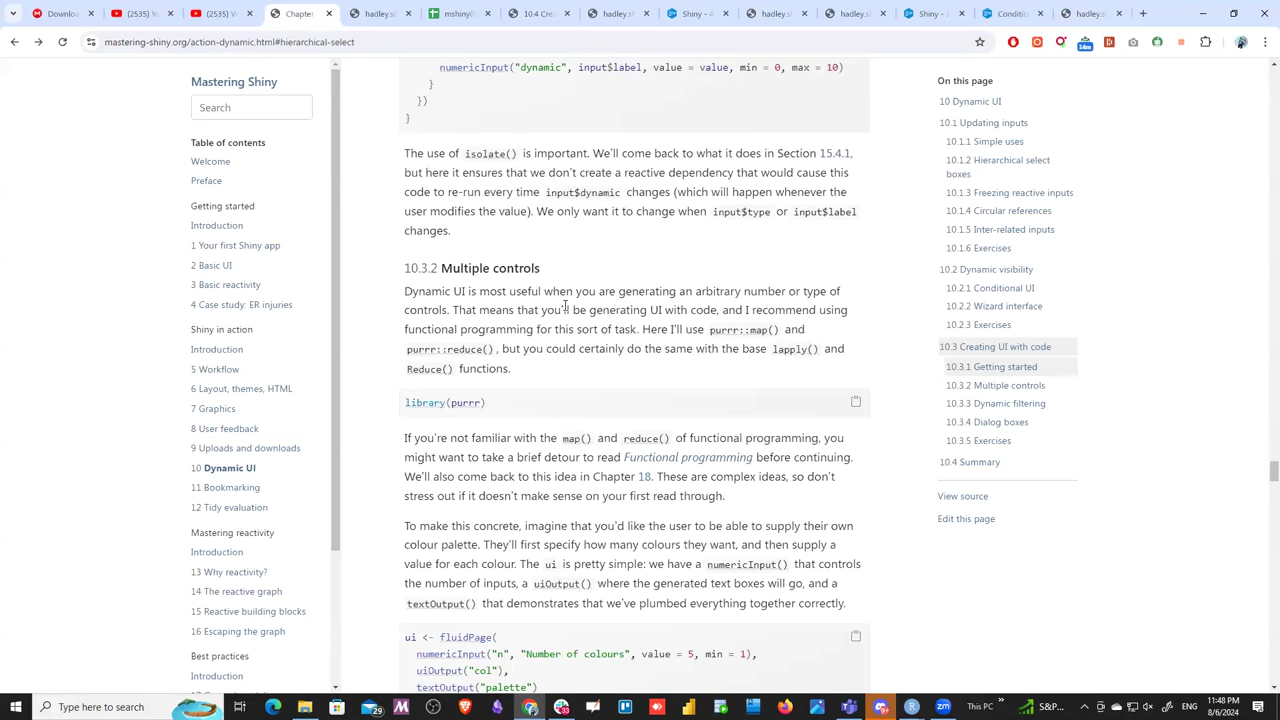 Dynam
hadley.s
hadley.
Shiny -
hadley.
Shiny -
Shiny -
mastering-shiny.org/action-dynamic.html#hierarchical-select
34m
Mastering Shiny
Search
Table of contents
Welcome
Preface
Getting started
Introduction
1 Your first Shiny app
2 Basic UI
3 Basic reactivity
4 Case study: ER injuries
Shiny in action
Introduction
5 Workflow
6 Layout, themes, HTML
7 Graphics
8 User feedback
9 Uploads and downloads
10 Dynamic UI
11 Bookmarking
12 Tidy evaluation
Mastering reactivity
Introduction
13 Why reactivity?
14 The reactive graph
15 Reactive building blocks
16 Escaping the graph
Best practices
Introduction
numericInput("dynamic", input$label, value = value, min = 0, max = 10)
}
})
}
The use of isolate() is important. We'll come back to what it does in Section 15.4.1,
but here it ensures that we don't create a reactive dependency that would cause this
code to re-run every time input$dynamic changes (which will happen whenever the
user modifies the value). We only want it to change when input$type or input$label
changes.
10.3.2 Multiple controls
Dynamic UI is most useful when you are generating an arbitrary number or type of
controls. That means that you'll be generating UI with code, and I recommend using
functional programming for this sort of task. Here I'll use purrr::map() and
purrr::reduce(), but you could certainly do the same with the base lapply() and
Reduce() functions.
library(purrr)
If you're not familiar with the map() and reduce() of functional programming, you
might want to take a brief detour to read Functional programming before continuing.
We'll also come back to this idea in Chapter 18. These are complex ideas, so don't
stress out if it doesn't make sense on your first read through.
To make this concrete, imagine that you'd like the user to be able to supply their own
colour palette. They'll first specify how many colours they want, and then supply a
value for each colour. The ui is pretty simple: we have a numericInput() that controls
the number of inputs, a uiOutput() where the generated text boxes will go, and a
textOutput() that demonstrates that we've plumbed everything together correctly.
ui <- fluidPage(
numericInput("n", "Number of colours", value = 5, min = 1),
uiOutput("col"),
textOutput("palette")
On this page
10 Dynamic UI
10.1 Updating inputs
10.1.1 Simple uses
10.1.2 Hierarchical select
boxes
10.1.3 Freezing reactive inputs
10.1.4 Circular references
10.1.5 Inter-related inputs
10.1.6 Exercises
10.2 Dynamic visibility
10.2.1 Conditional UI
10.2.2 Wizard interface
10.2.3 Exercises
10.3 Creating UI with code
10.3.1 Getting started
10.3.2 Multiple controls
10.3.3 Dynamic filtering
10.3.4 Dialog boxes
10.3.5 Exercises
10.4 Summary
View source
Edit this page
Type here to search
29
This PC
S&P...
11:48 PM
8/6/2024